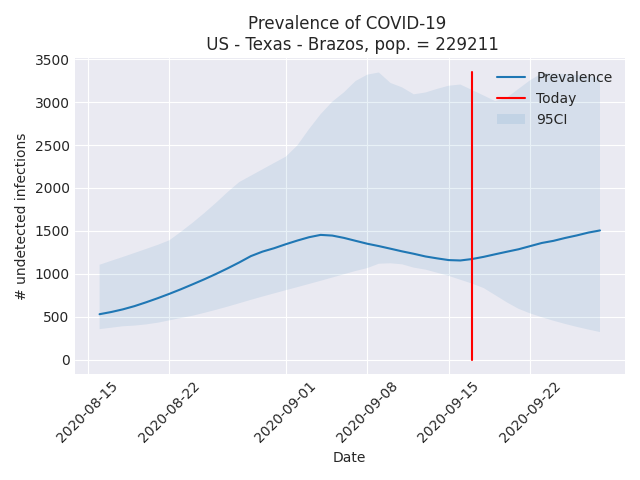 Prevalence of COVID-19
US - Texas - Brazos, pop. = 229211
# undetected infections
3500
3000
2500
2000
1500
1000
500
0
Prevalence
Today
95CI
2020-08-15
2020-08-22
2020-09-01
2020-09-08
2020-09-15
2020-09-22
Date